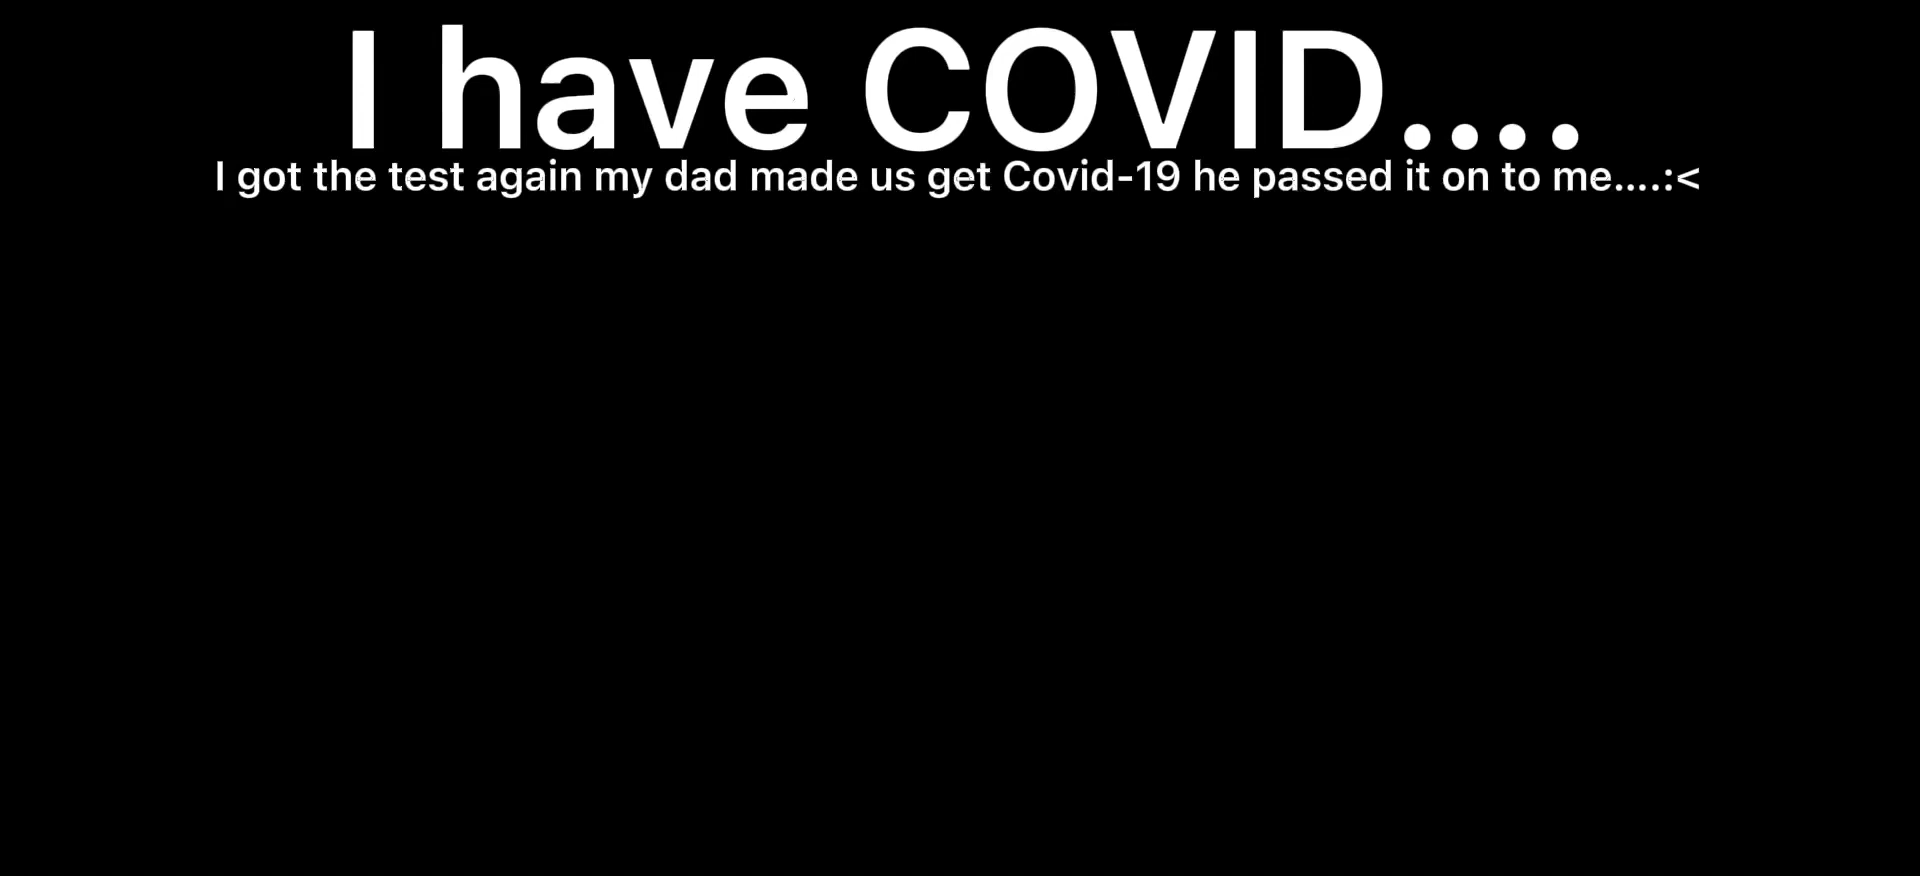 I have COVID....
I got the test again my dad made us get Covid-19 he passed it on to me....:<